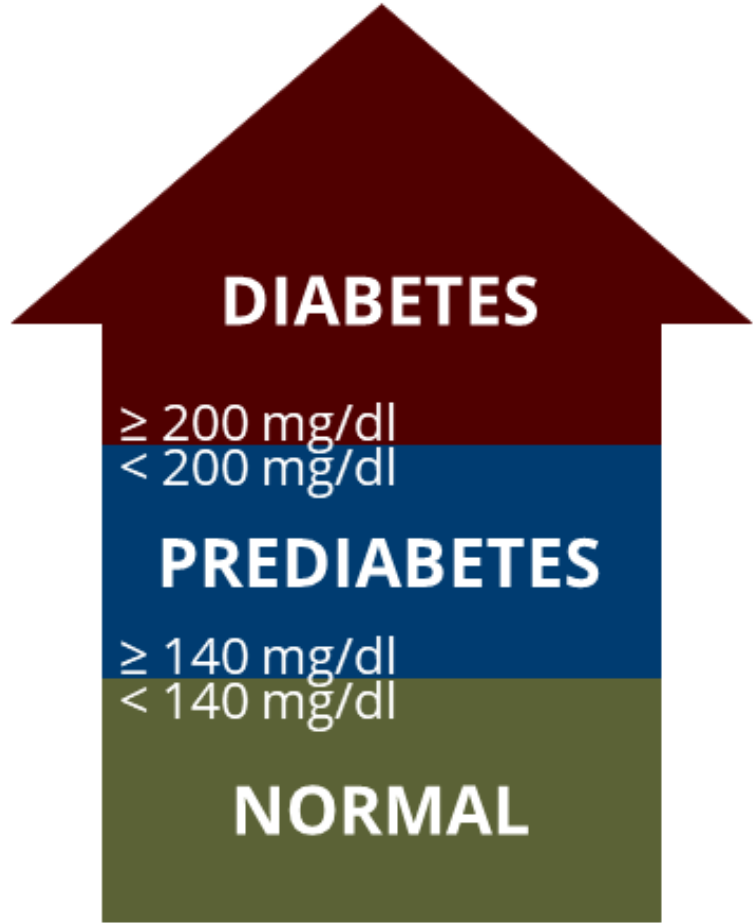 DIABETES
≥ 200 mg/dl
< 200 mg/dl
PREDIABETES
≥ 140 mg/dl
< 140 mg/dl
NORMAL